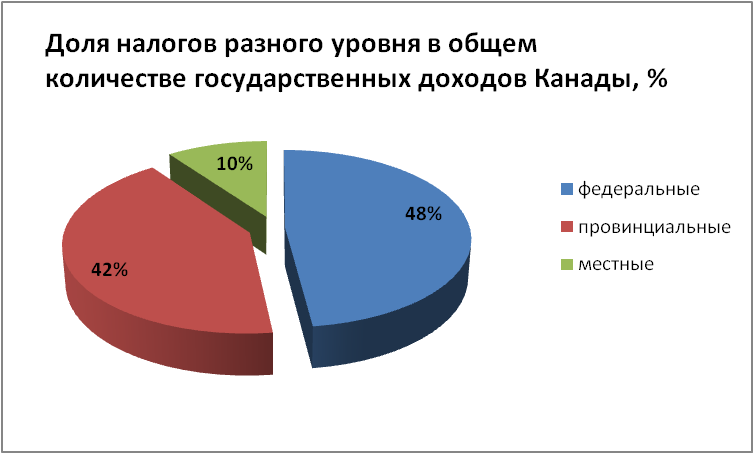 Доля налогов разного уровня в общем
количестве государственных доходов Канады, %
10%
48%
42%
федеральные
провинциальные
местные